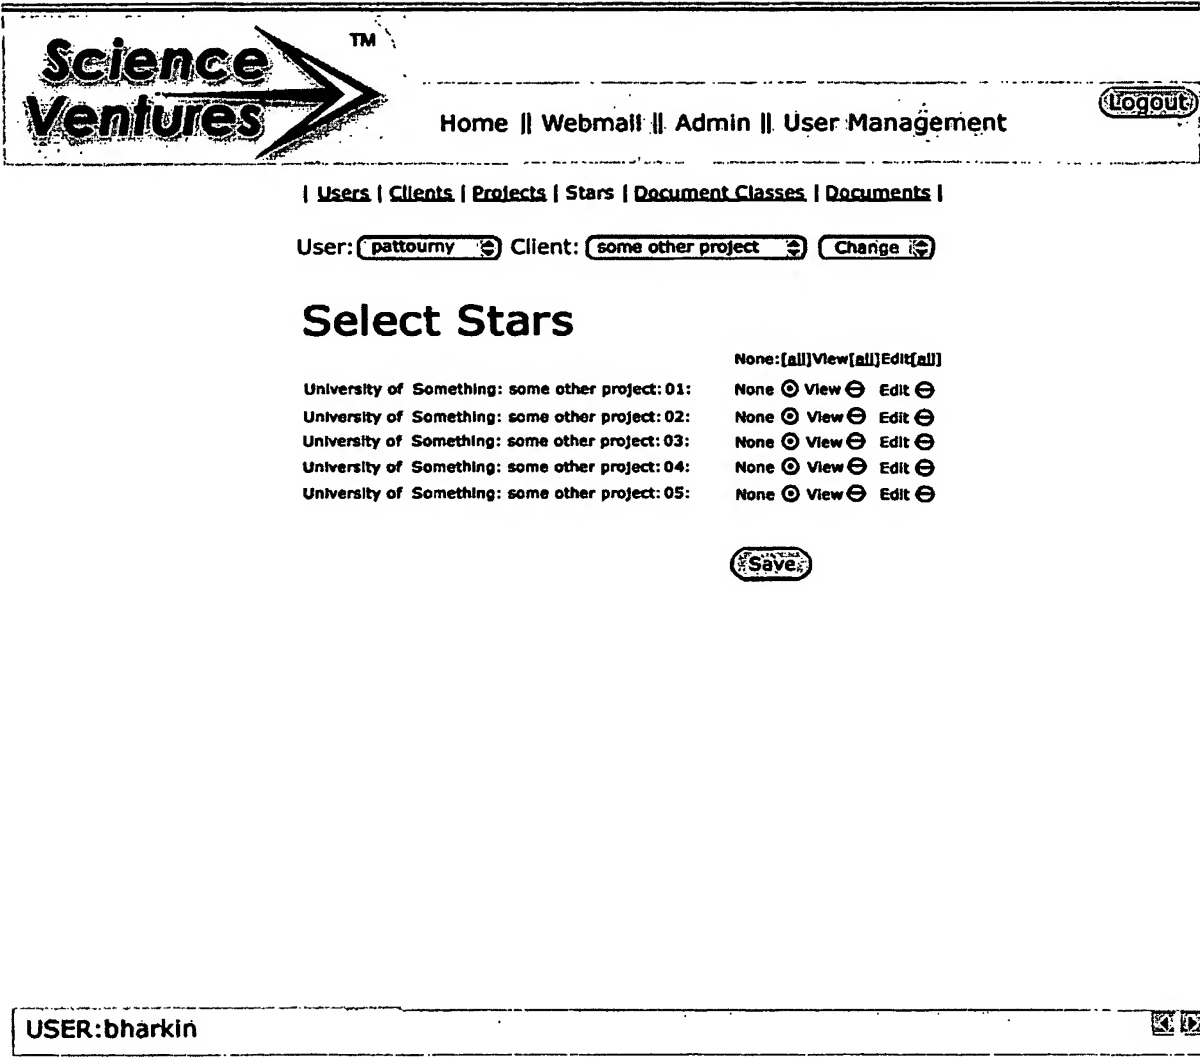 Science Ventures TM
Logout
Home || Webmail || Admin || User Management
| Users | Clients | Projects | Stars | Document Classes | Documents |
User: pattourny Client: some other project Change
Select Stars
None:[all]View[all]Edit[all]
University of Something: some other project: 01: None View Edit
University of Something: some other project: 02: None View Edit
University of Something: some other project: 03: None View Edit
University of Something: some other project: 04: None View Edit
University of Something: some other project: 05: None View Edit
Save
USER:bharkin